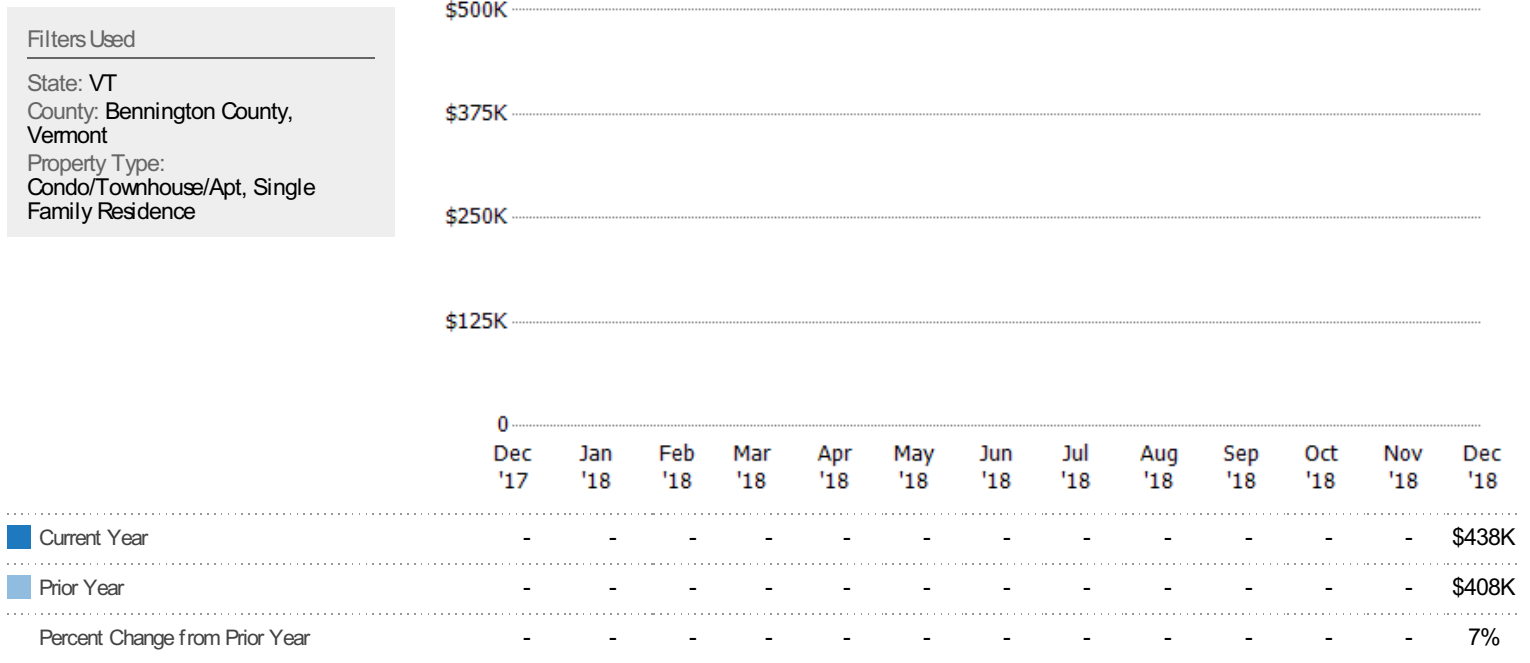 Filters Used
State: VT
County: Bennington County,
Vermont
Property Type:
Condo/Townhouse/Apt, Single
Family Residence
$500K
$375K
$250K
$125K
0
Dec Jan Feb Mar Apr May Jun Jul Aug Sep Oct Nov Dec
'17 '18 '18 '18 '18 '18 '18 '18 '18 '18 '18 '18 '18
Current Year - - - - - - - - - - - - $438K
Prior Year - - - - - - - - - - - - $408K
Percent Change from Prior Year - - - - - - - - - - - - 7%